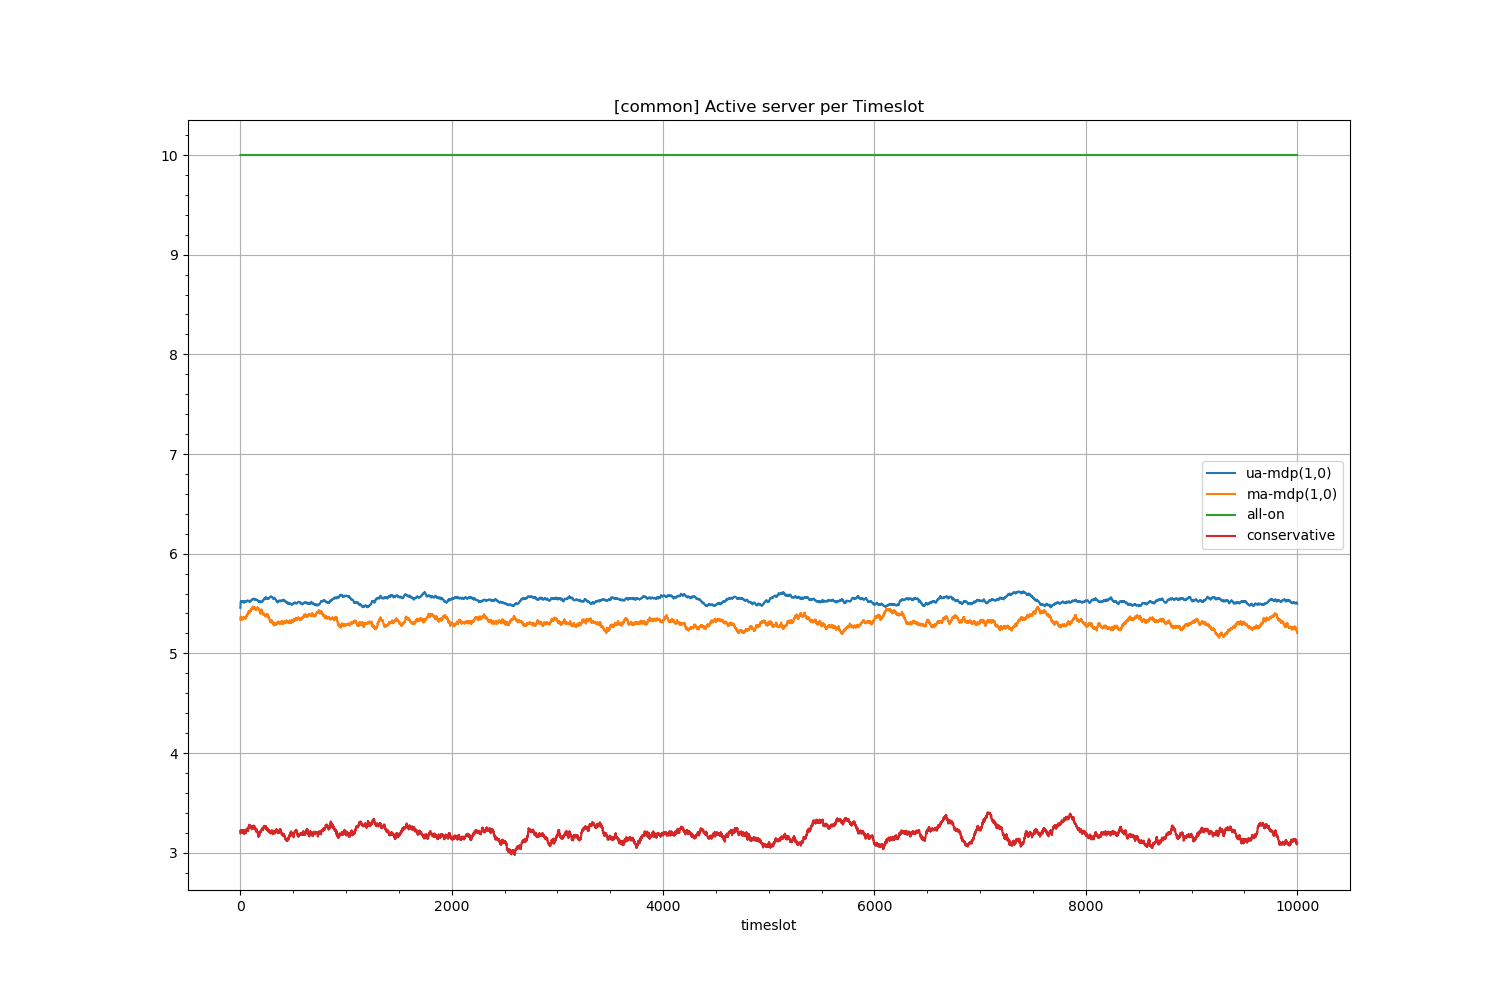 [common] Active server per Timeslot
10
9
8
7
6
5
4
3
ua-mdp(1,0)
ma-mdp(1,0)
all-on
conservative
0 2000 4000 6000 8000 10000
timeslot